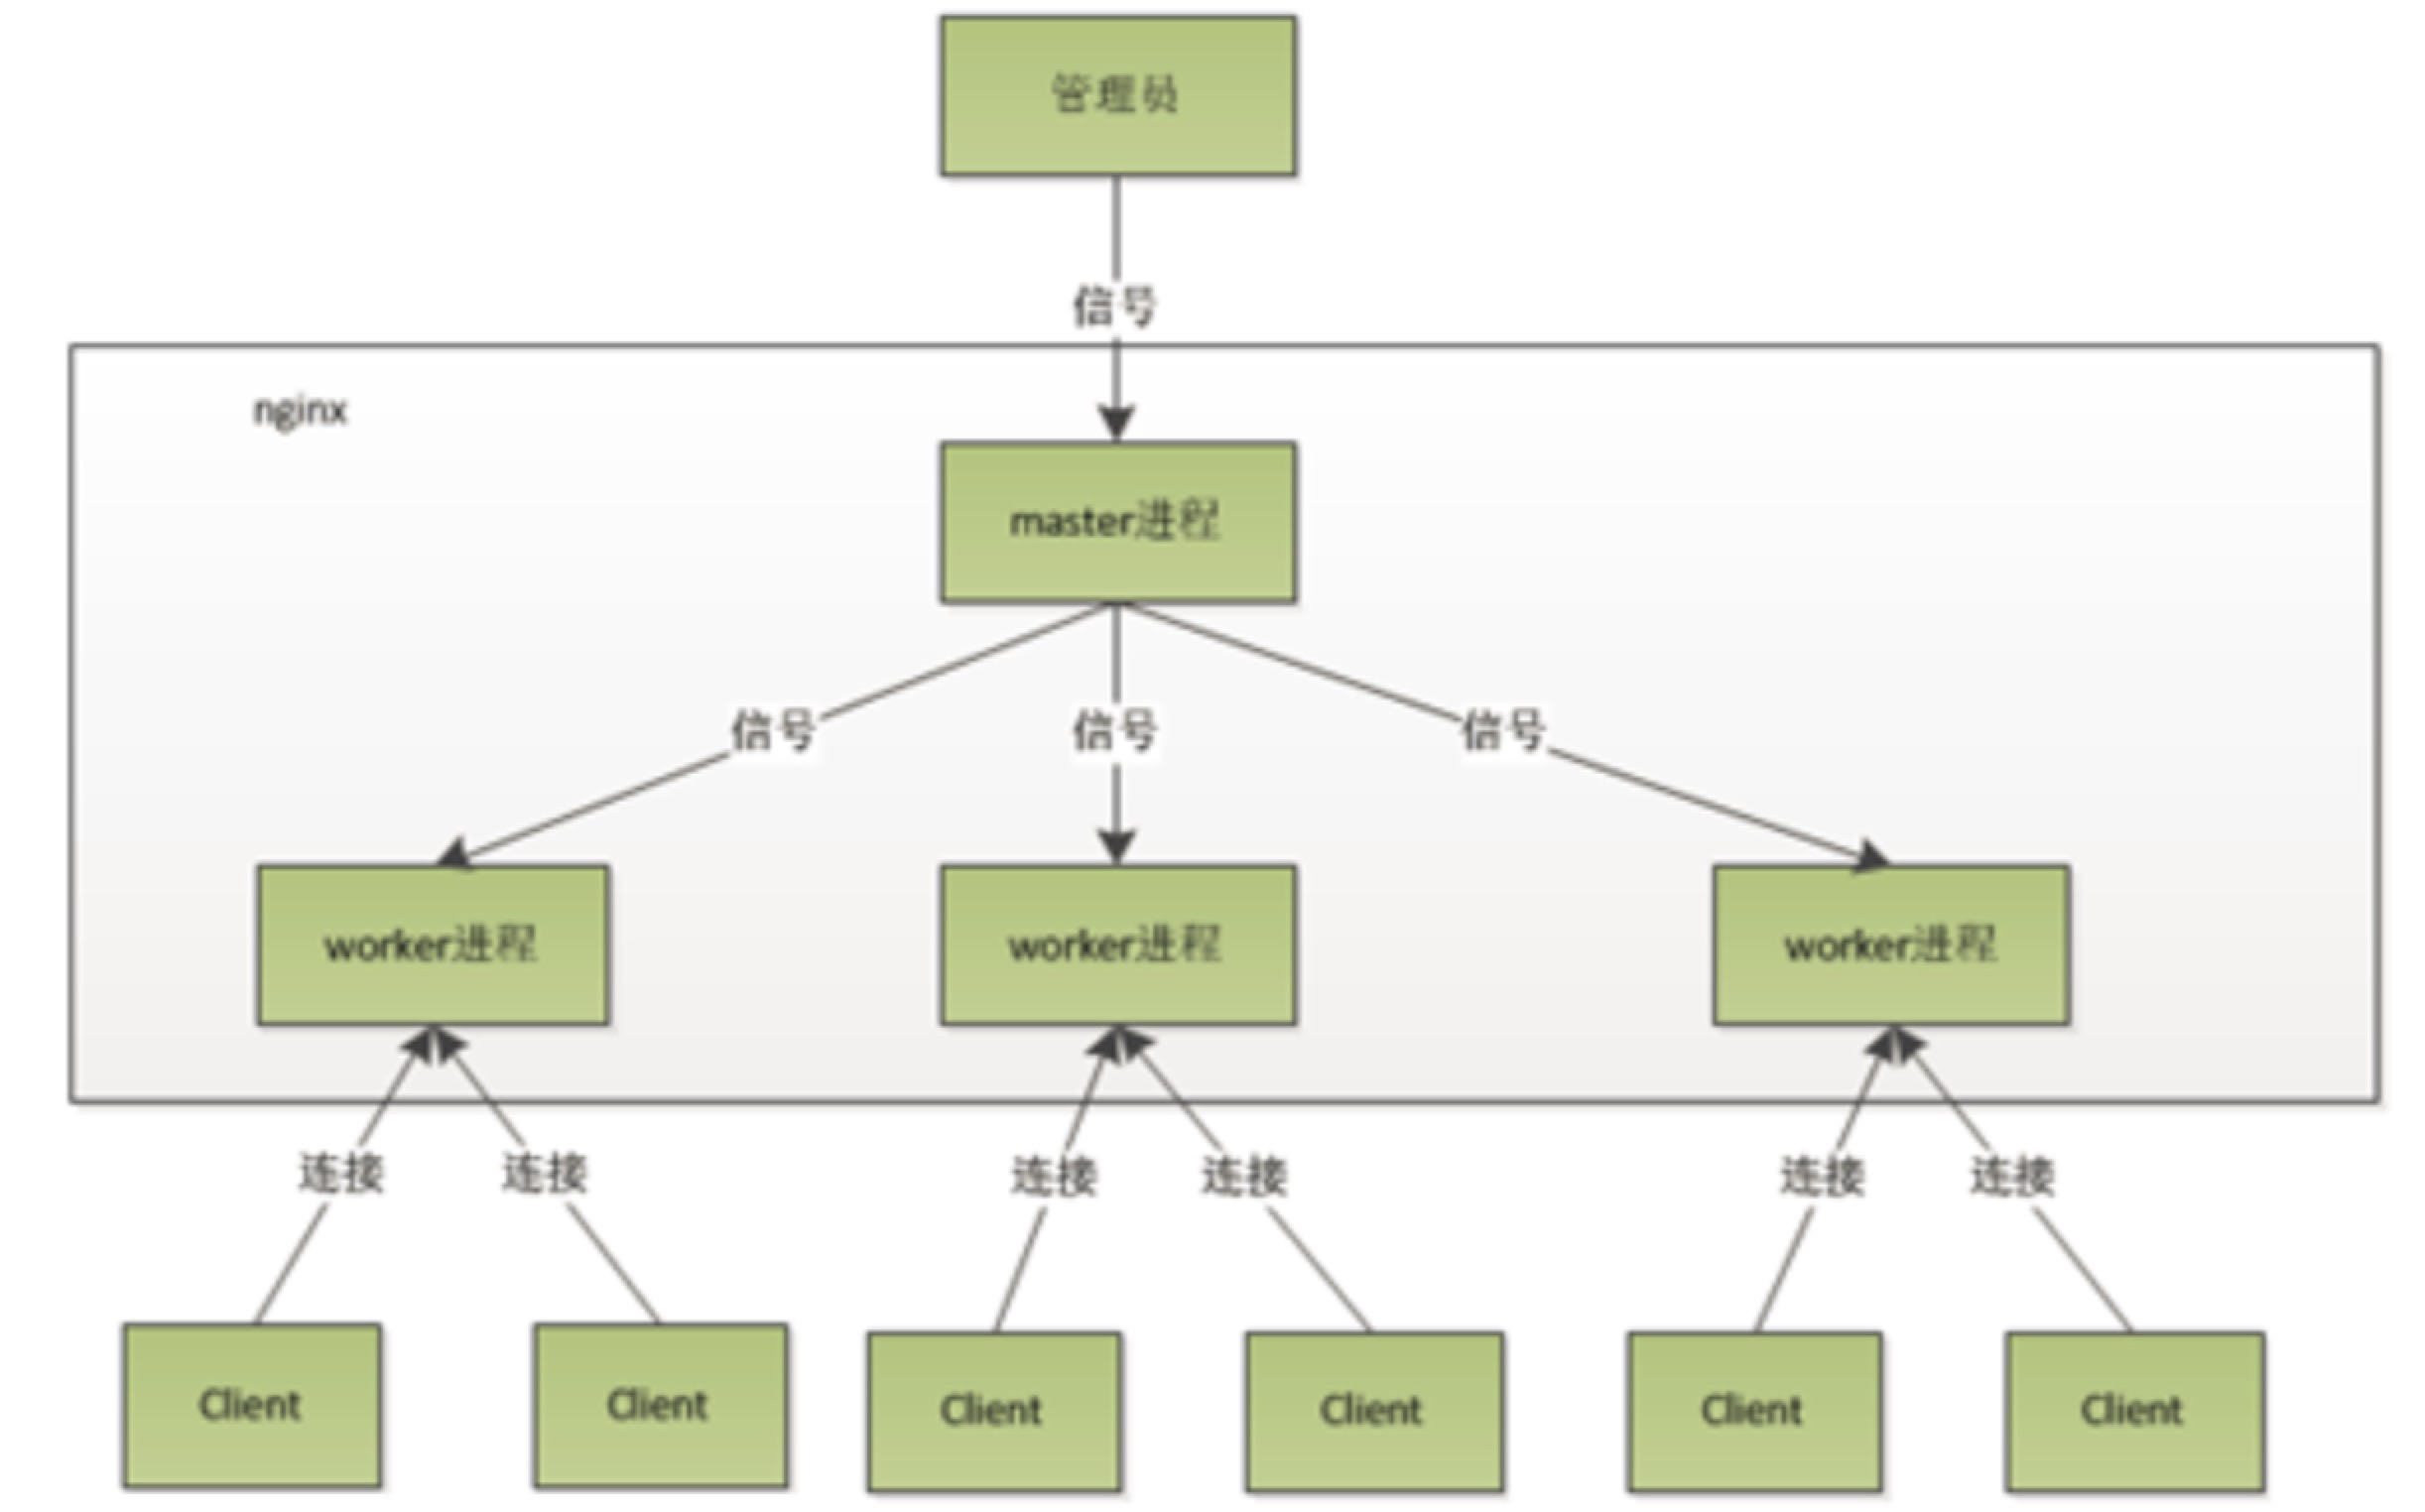 管理员
信号
nginx
master进程
信号
信号
信号
worker进程
worker进程
worker进程
连接
连接
连接
连接
连接
连接
Client
Client
Client
Client
Client
Client